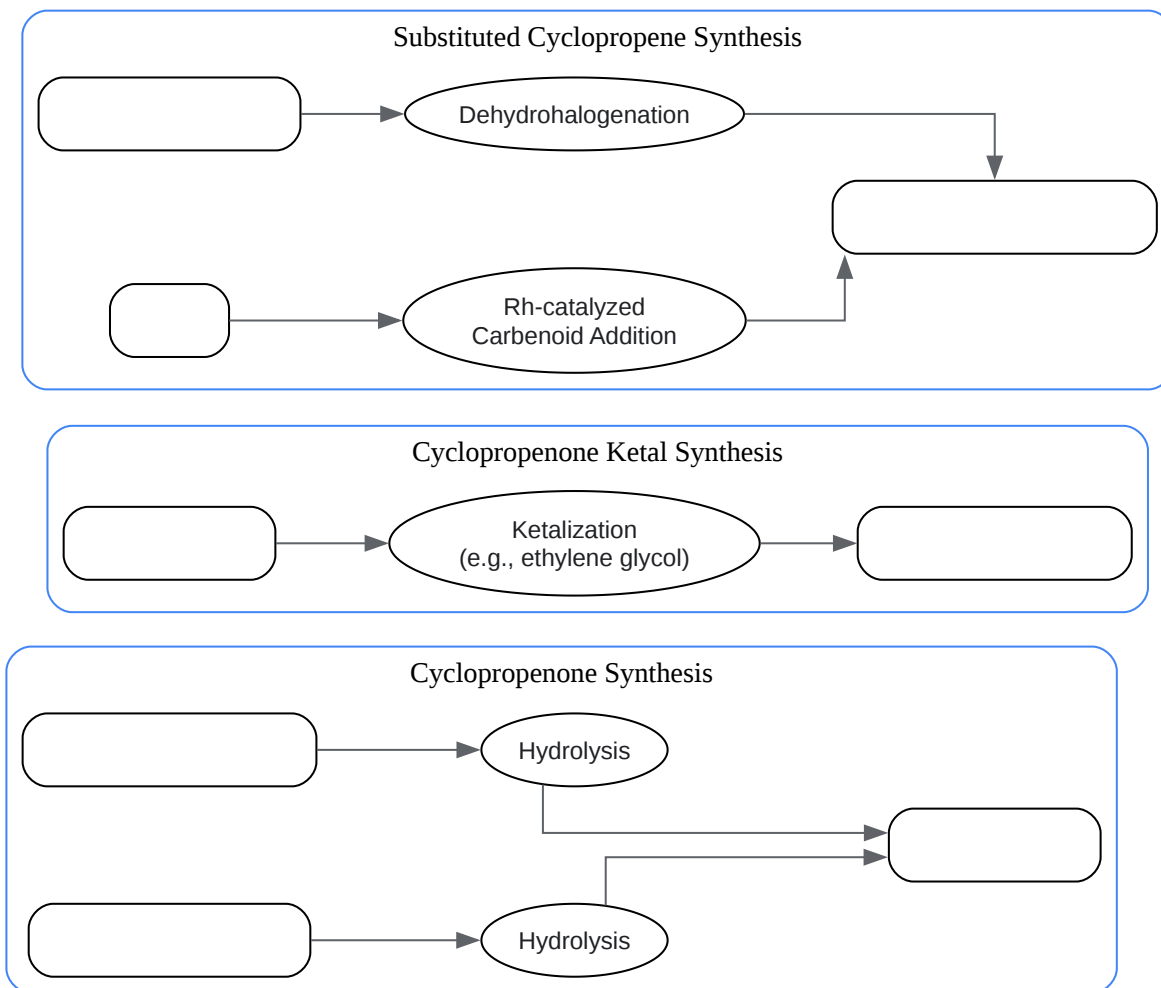 Substituted Cyclopropene Synthesis
Dehydrohalogenation
Rh-catalyzed
Carbenoid Addition
Cyclopropenone Ketal Synthesis
Ketalization
(e.g., ethylene glycol)
Cyclopropenone Synthesis
Hydrolysis
Hydrolysis